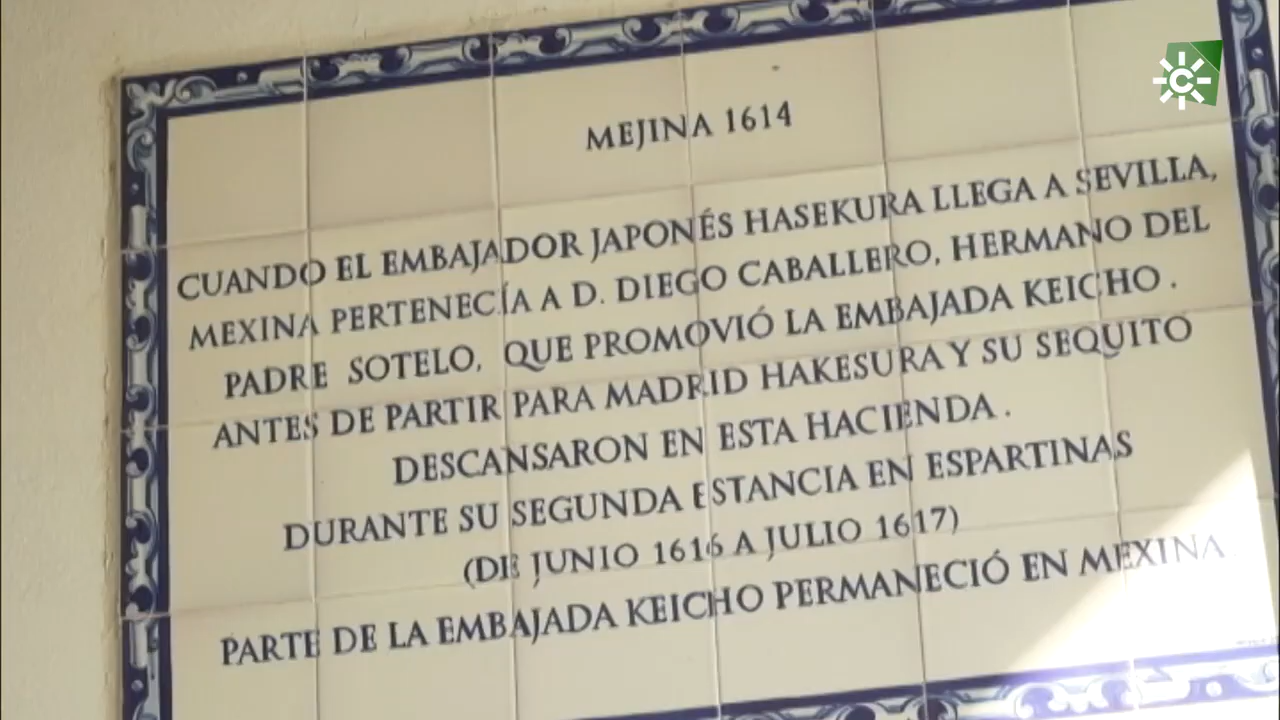 MEJINA 1614
CUANDO EL EMBAJADOR JAPONÉS HASEKURA LLEGA A SEVILLA,
MEXINA PERTENECÍA A D. DIEGO CABALLERO, HERMANO DEL
PADRE SOTELO, QUE PROMOVIÓ LA EMBAJADA KEICHO.
ANTES DE PARTIR PARA MADRID HAKESURA Y SU SEQUITO
DESCANSARON EN ESTA HACIENDA.
DURANTE SU SEGUNDA ESTANCIA EN ESPARTINAS
(DE JUNIO 1616 A JULIO 1617)
PARTE DE LA EMBAJADA KEICHO PERMANECIÓ EN MEXINA